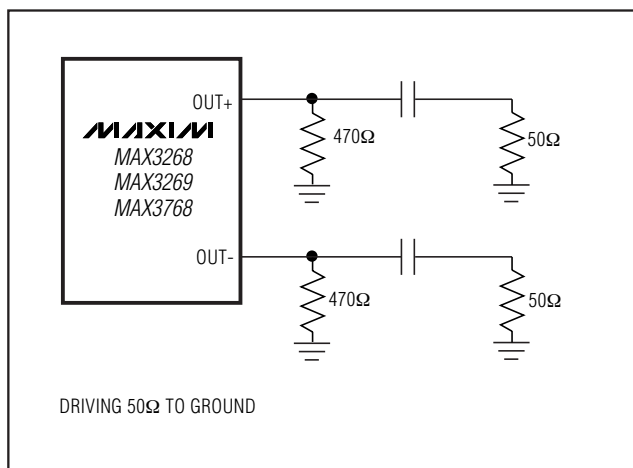 OUT+
MAXIM
MAX3268
MAX3269
MAX3768
OUT-
470Ω
50Ω
470Ω
50Ω
DRIVING 50Ω TO GROUND